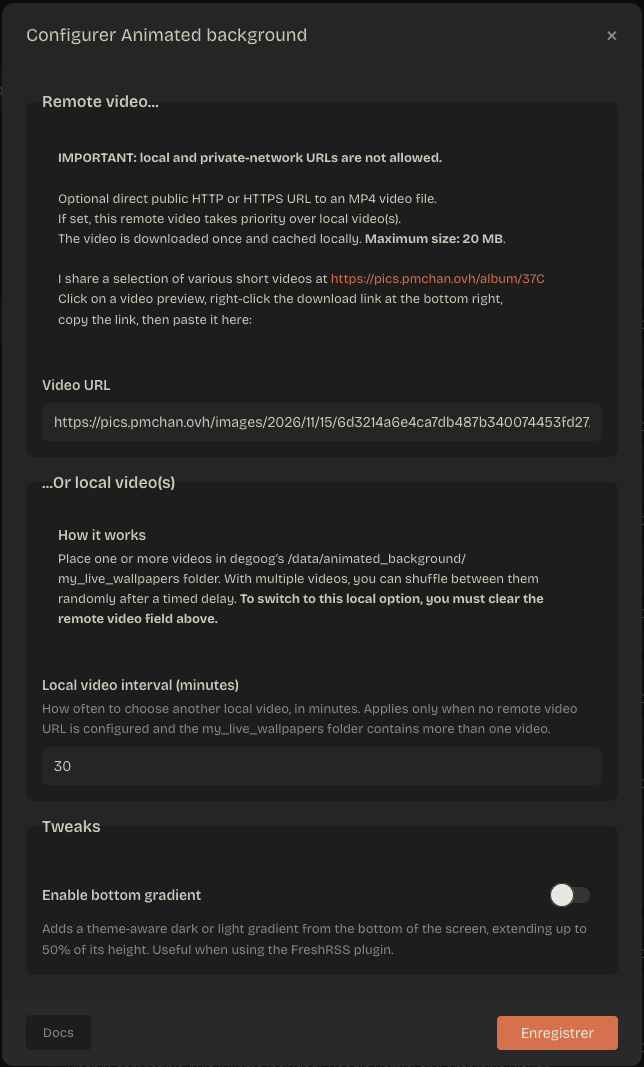 Configurer Animated background
×
Remote video...
IMPORTANT: local and private-network URLs are not allowed.
Optional direct public HTTP or HTTPS URL to an MP4 video file.
If set, this remote video takes priority over local video(s).
The video is downloaded once and cached locally. Maximum size: 20 MB.
I share a selection of various short videos at https://pics.pmchan.ovh/album/37C
Click on a video preview, right-click the download link at the bottom right,
copy the link, then paste it here:
Video URL
https://pics.pmchan.ovh/images/2026/11/15/6d3214a6e4ca7db487b340074453fd27.
...Or local video(s)
How it works
Place one or more videos in degoog's /data/animated_background/
my_live_wallpapers folder. With multiple videos, you can shuffle between them
randomly after a timed delay. To switch to this local option, you must clear the
remote video field above.
Local video interval (minutes)
How often to choose another local video, in minutes. Applies only when no remote video
URL is configured and the my_live_wallpapers folder contains more than one video.
30
Tweaks
Enable bottom gradient
Adds a theme-aware dark or light gradient from the bottom of the screen, extending up to
50% of its height. Useful when using the FreshRSS plugin.
Docs
Enregistrer